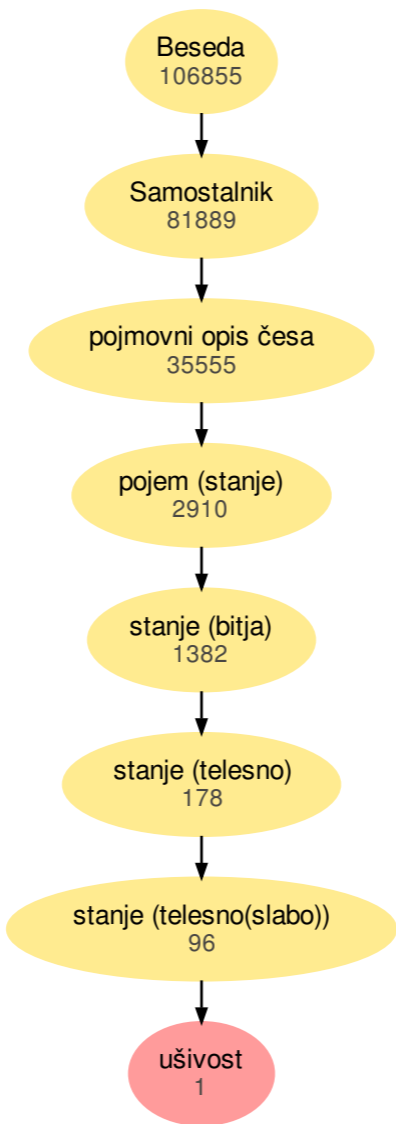 Beseda
106855
Samostalnik
81889
pojmovni opis česa
35555
pojem (stanje)
2910
stanje (bitja)
1382
stanje (telesno)
178
stanje (telesno(slabo))
96
ušivost
1